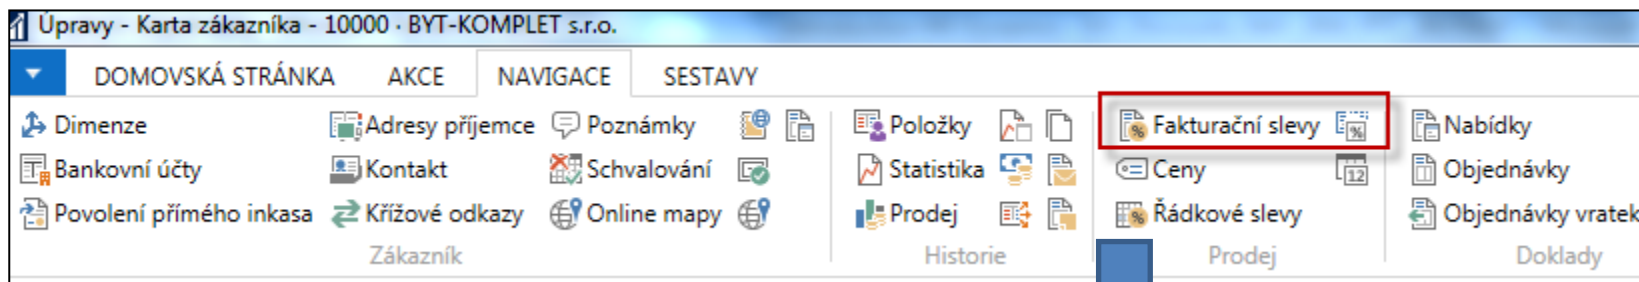 Úpravy - Karta zákazníka - 10000 · BYT-KOMPLET s.r.o.
DOMOVSKÁ STRÁNKA AKCE NAVIGACE SESTAVY
Dimenze Adresy příjemce Poznámky Položky Fakturační slevy Nabídky
Bankovní účty Kontakt Schvalování Statistika Ceny 12 Objednávky
Povolení přímého inkasa Křížové odkazy Online mapy Prodej Řádkové slevy Objednávky vratek
Zákazník Historie Prodej Doklady